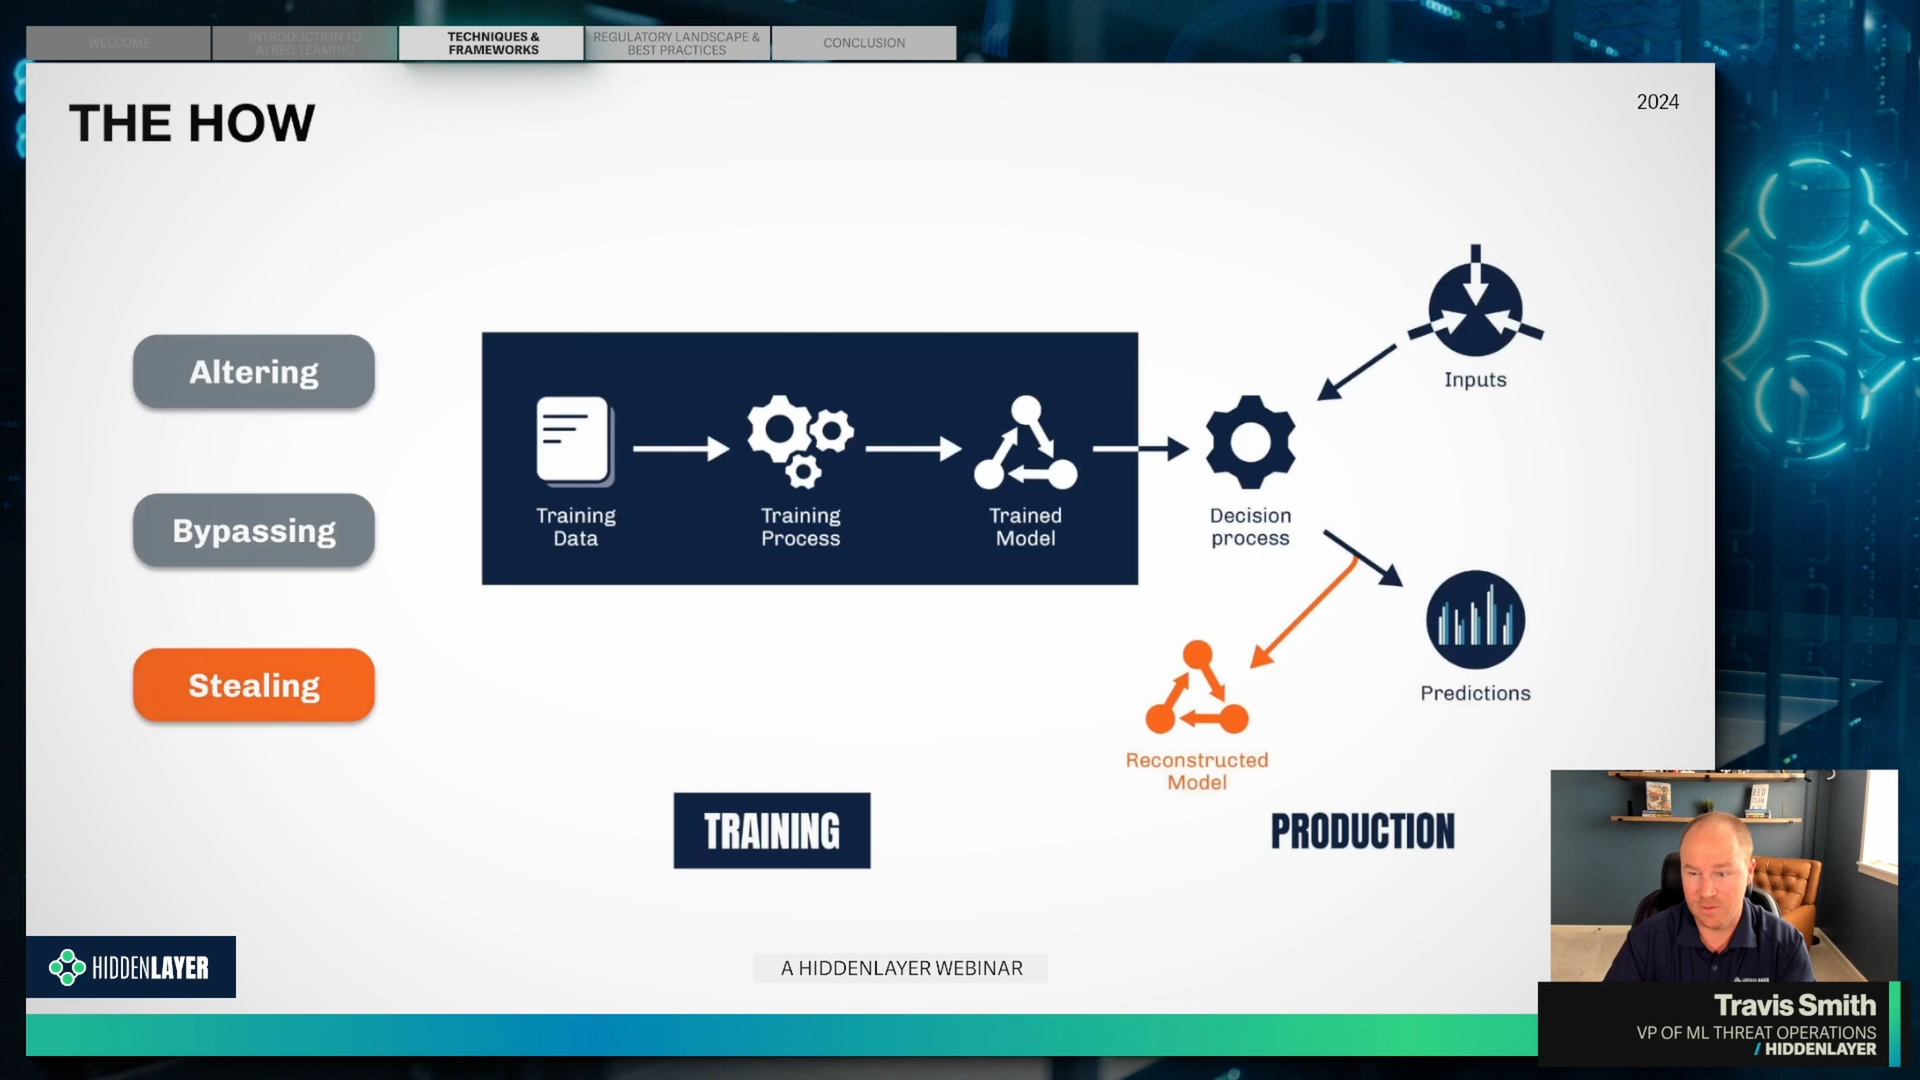 WELCOME
INTRODUCTION TO
AI RED TEAMING
TECHNIQUES &
FRAMEWORKS
REGULATORY LANDSCAPE &
BEST PRACTICES
CONCLUSION
THE HOW
2024
Altering
Bypassing
Stealing
Training
Data
Training
Process
Trained
Model
Decision
process
Inputs
Predictions
Reconstructed
Model
TRAINING
PRODUCTION
HIDDENLAYER
A HIDDENLAYER WEBINAR
Travis Smith
VP OF ML THREAT OPERATIONS
/ HIDDENLAYER